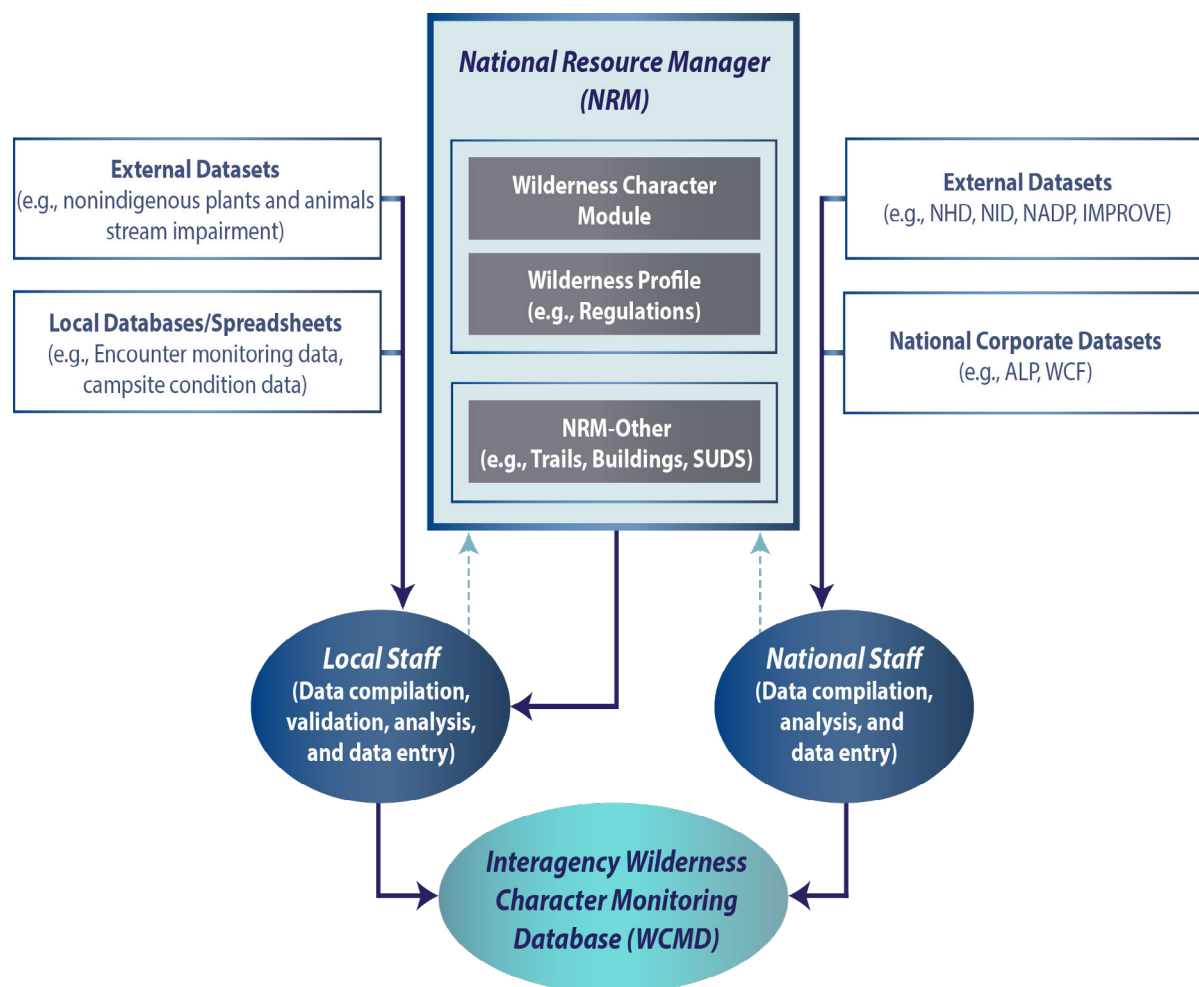 National Resource Manager
(NRM)
External Datasets
(e.g., nonindigenous plants and animals
stream impairment)
Local Databases/Spreadsheets
(e.g., Encounter monitoring data,
campsite condition data)
Wilderness Character
Module
Wilderness Profile
(e.g., Regulations)
NRM-Other
(e.g., Trails, Buildings, SUDS)
External Datasets
(e.g., NHD, NID, NADP, IMPROVE)
National Corporate Datasets
(e.g., ALP, WCF)
Local Staff
(Data compilation,
validation, analysis,
and data entry)
National Staff
(Data compilation,
analysis, and
data entry)
Interagency Wilderness
Character Monitoring
Database (WCMD)